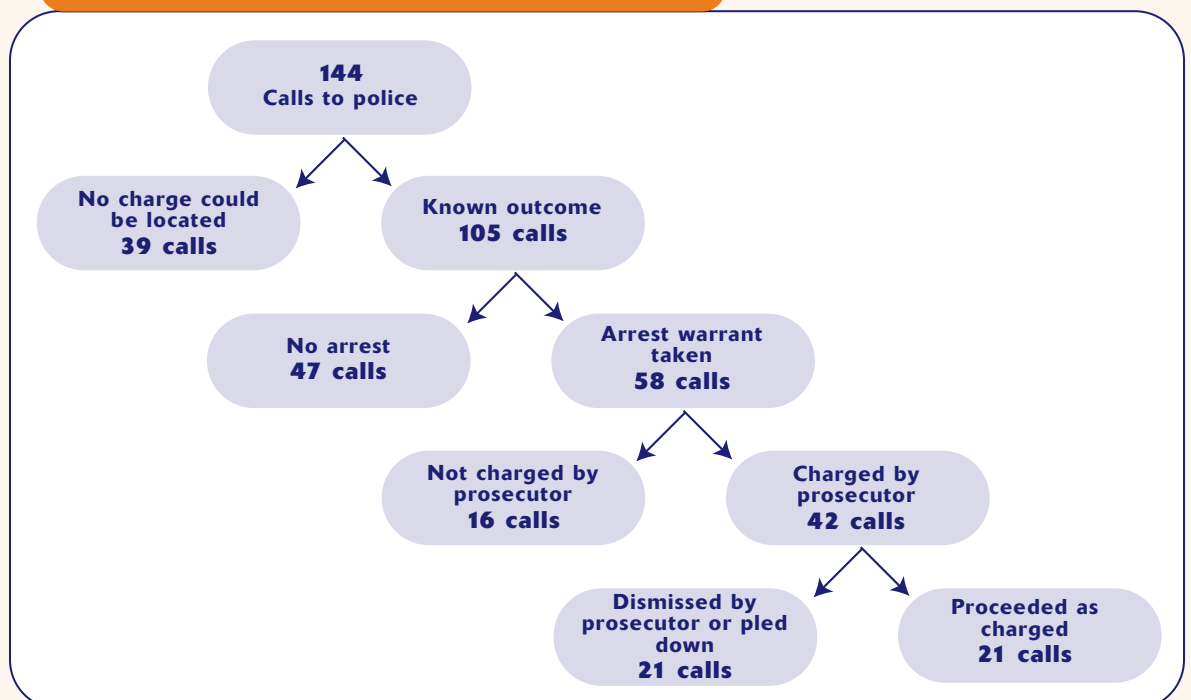 144
Calls to police
No charge could
be located
39 calls
Known outcome
105 calls
No arrest
47 calls
Arrest warrant
taken
58 calls
Not charged by
prosecutor
16 calls
Charged by
prosecutor
42 calls
Dismissed by
prosecutor or pled
down
21 calls
Proceeded as
charged
21 calls